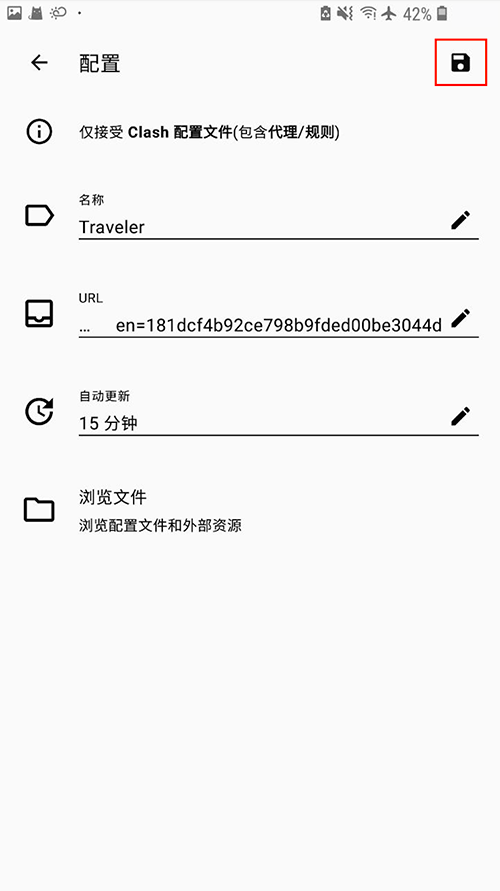 42%
配置
仅接受 Clash 配置文件(包含代理/规则)
名称
Traveler
URL
... en=181dcf4b92ce798b9fded00be3044d
自动更新
15 分钟
浏览文件
浏览配置文件和外部资源